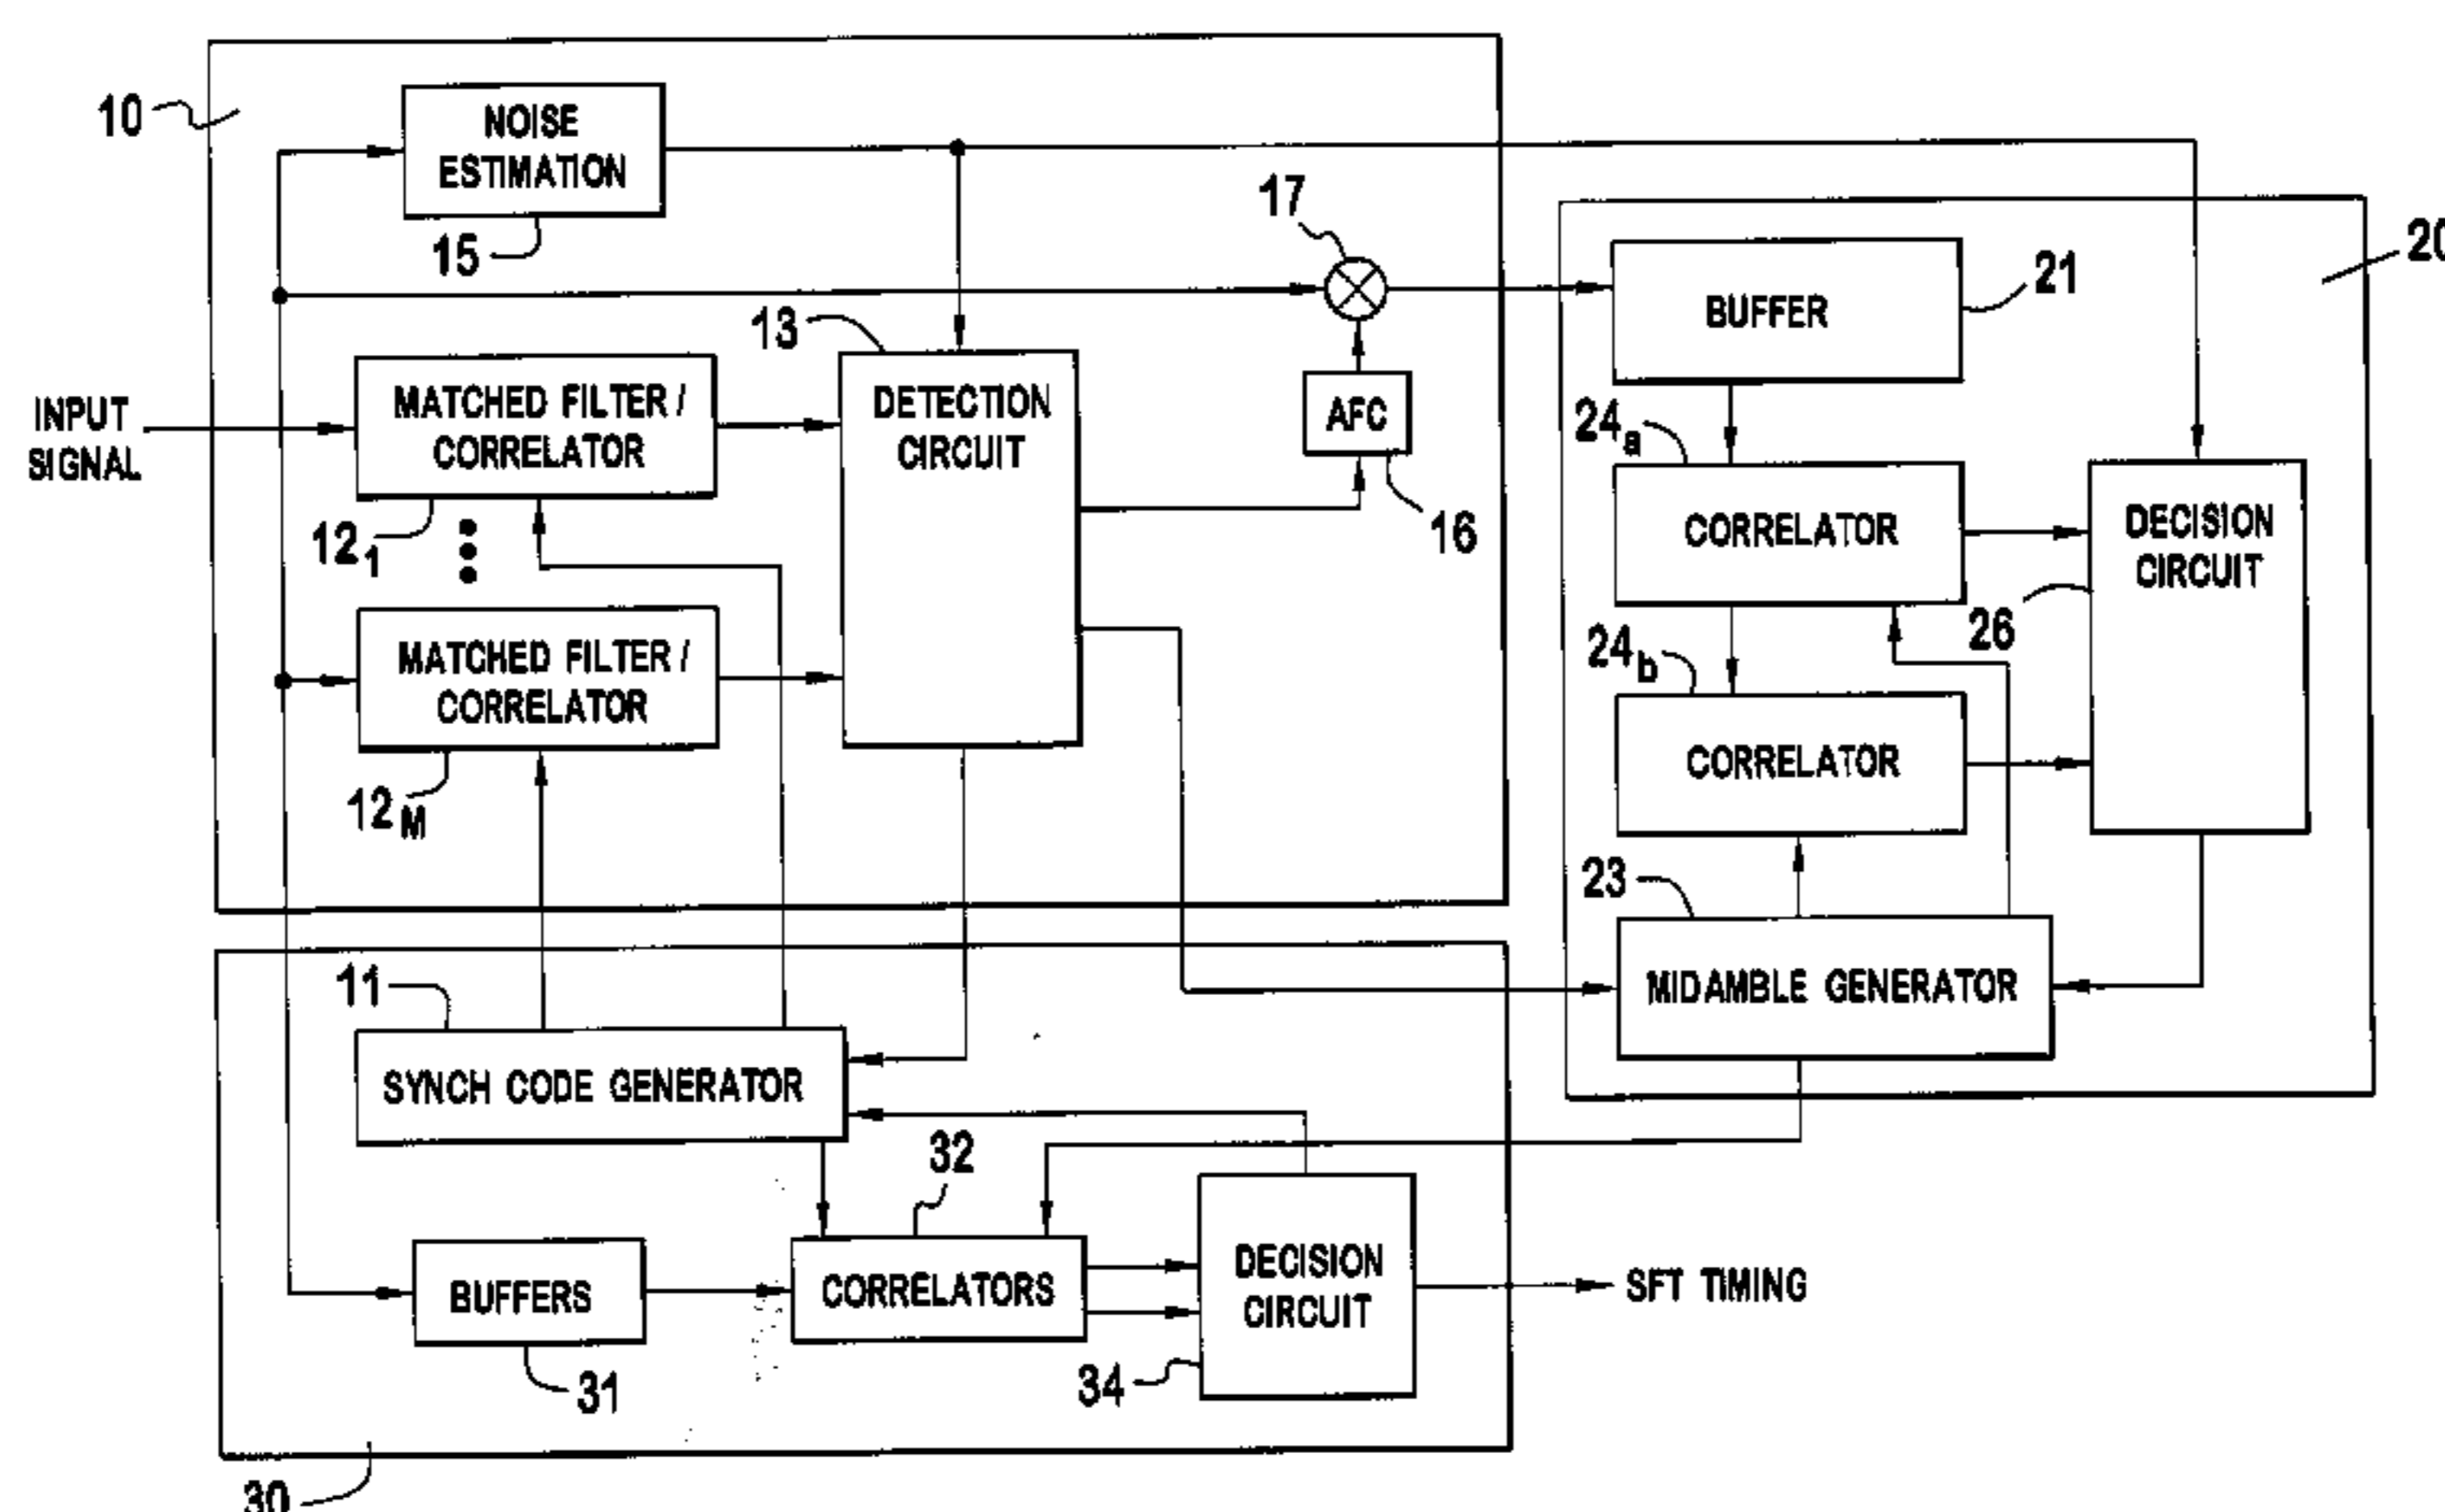 10
NOISE
ESTIMATION
15
17
20
BUFFER
21
13
INPUT
SIGNAL
MATCHED FILTER /
CORRELATOR
12 1
DETECTION
CIRCUIT
AFC
16
24 a
CORRELATOR
DECISION
CIRCUIT
26
MATCHED FILTER /
CORRELATOR
12 M
24 b
CORRELATOR
23
MIDAMBLE GENERATOR
11
SYNCH CODE GENERATOR
32
BUFFERS
31
CORRELATORS
DECISION
CIRCUIT
34
SFT TIMING
30